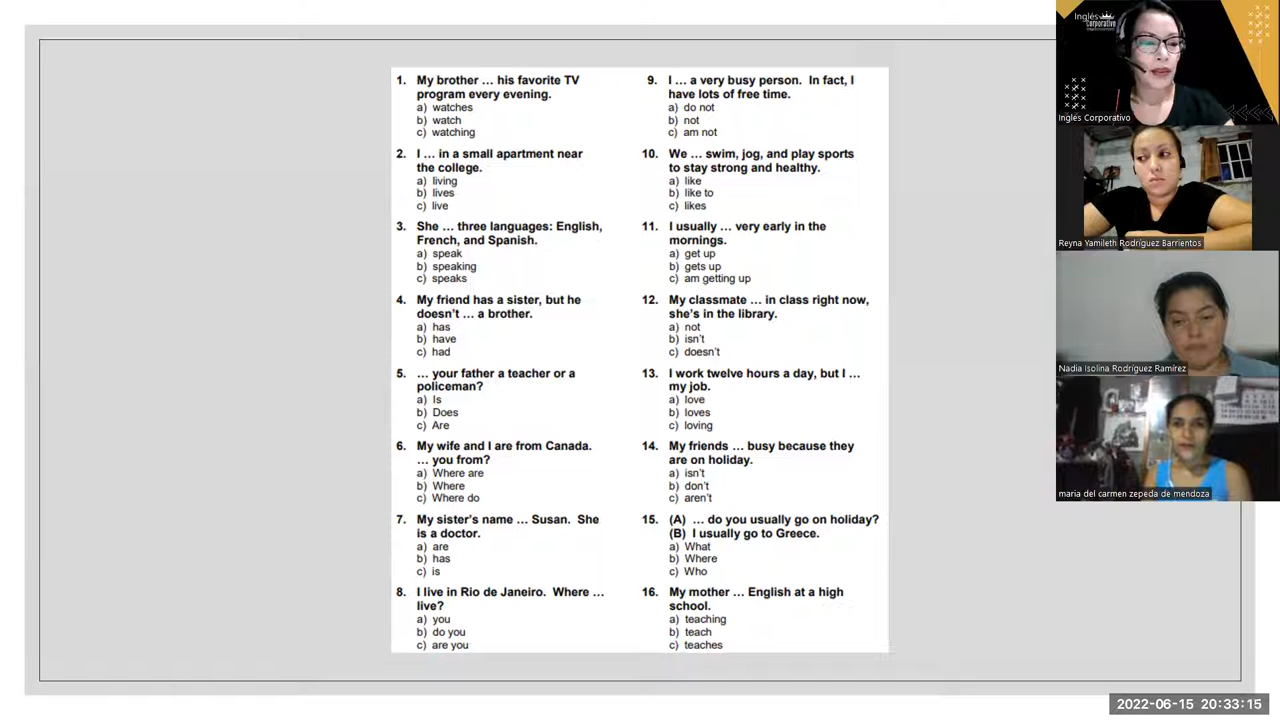 1. My brother … his favorite TV
program every evening.
a) watches
b) watch
c) watching
2. I … in a small apartment near
the college.
a) living
b) lives
c) live
3. She … three languages: English,
French, and Spanish.
a) speak
b) speaking
c) speaks
4. My friend has a sister, but he
doesn't … a brother.
a) has
b) have
c) had
5. … your father a teacher or a
policeman?
a) Is
b) Does
c) Are
6. My wife and I are from Canada.
… you from?
a) Where are
b) Where
c) Where do
7. My sister's name … Susan. She
is a doctor.
a) are
b) has
c) is
8. I live in Rio de Janeiro. Where …
live?
a) you
b) do you
c) are you
9. I … a very busy person. In fact, I
have lots of free time.
a) do not
b) not
c) am not
10. We … swim, jog, and play sports
to stay strong and healthy.
a) like
b) like to
c) likes
11. I usually … very early in the
mornings.
a) get up
b) gets up
c) am getting up
12. My classmate … in class right now,
she's in the library.
a) not
b) isn't
c) doesn't
13. I work twelve hours a day, but I …
my job.
a) love
b) loves
c) loving
14. My friends … busy because they
are on holiday.
a) isn't
b) don't
c) aren't
15. (A) … do you usually go on holiday?
(B) I usually go to Greece.
a) What
b) Where
c) Who
16. My mother … English at a high
school.
a) teaching
b) teach
c) teaches
Inglés
Corporativo
Inglés Corporativo
Reyna Yamileth Rodríguez Barrientos
Nadia Isolina Rodríguez Ramírez
maria del carmen zepeda de mendoza
2022-06-15 20:33:15